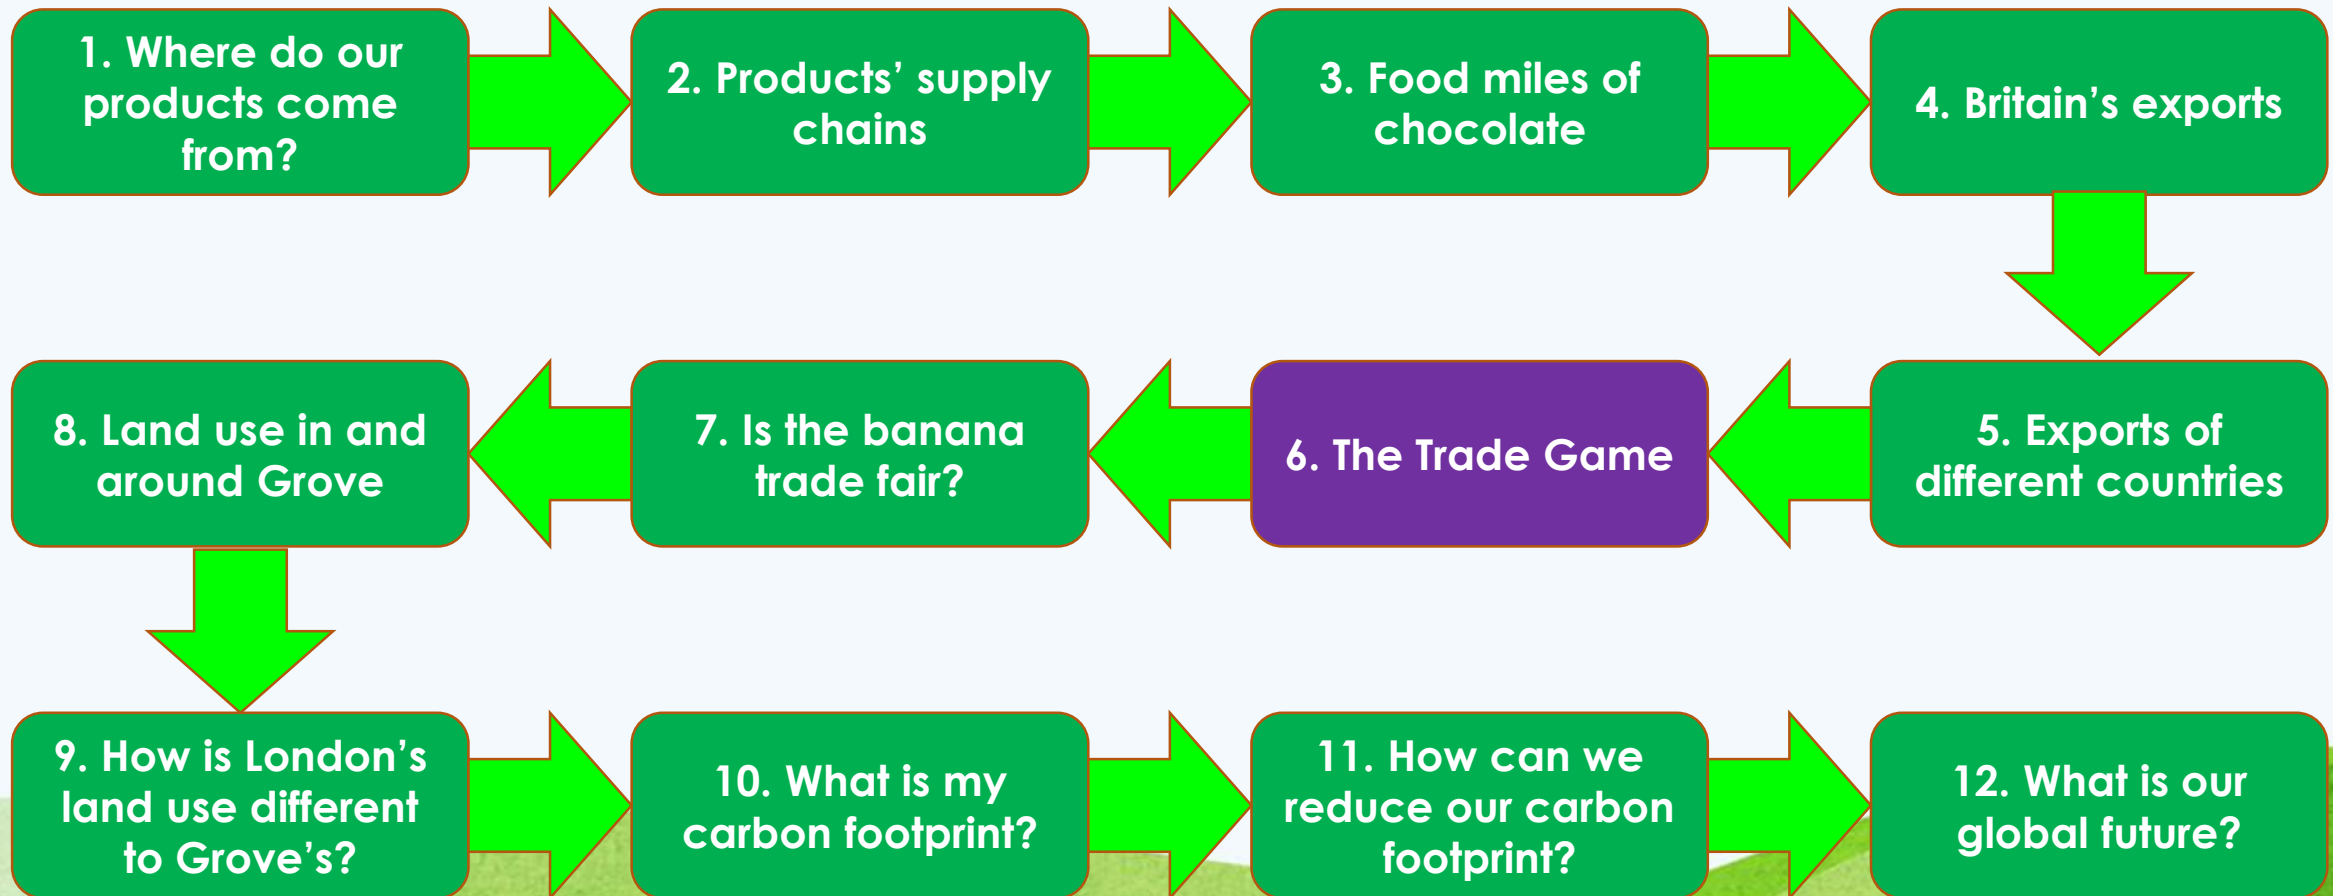 1. Where do our
products come
from?
2. Products’ supply
chains
3. Food miles of
chocolate
4. Britain’s exports
5. Exports of
different countries
6. The Trade Game
7. Is the banana
trade fair?
8. Land use in and
around Grove
9. How is London’s
land use different
to Grove’s?
10. What is my
carbon footprint?
11. How can we
reduce our carbon
footprint?
12. What is our
global future?